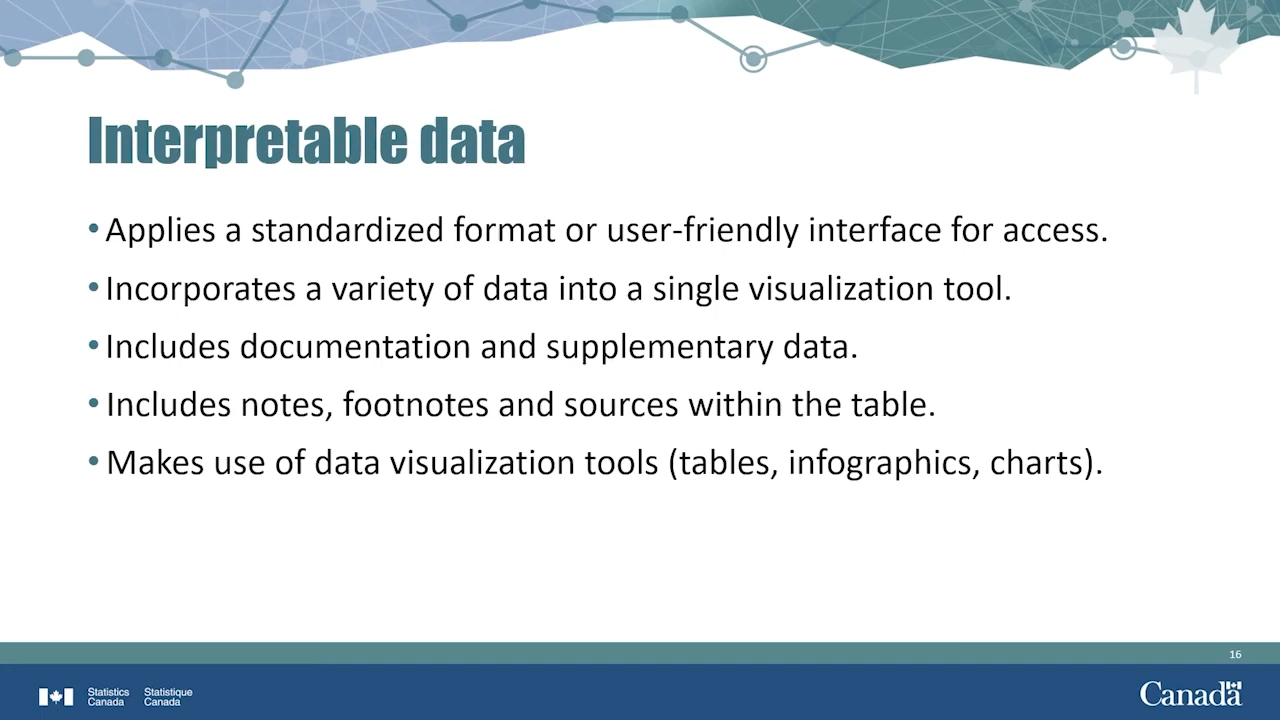 Interpretable data
• Applies a standardized format or user-friendly interface for access.
• Incorporates a variety of data into a single visualization tool.
• Includes documentation and supplementary data.
• Includes notes, footnotes and sources within the table.
• Makes use of data visualization tools (tables, infographics, charts).
16
Statistics Statistique
Canada Canada
Canada